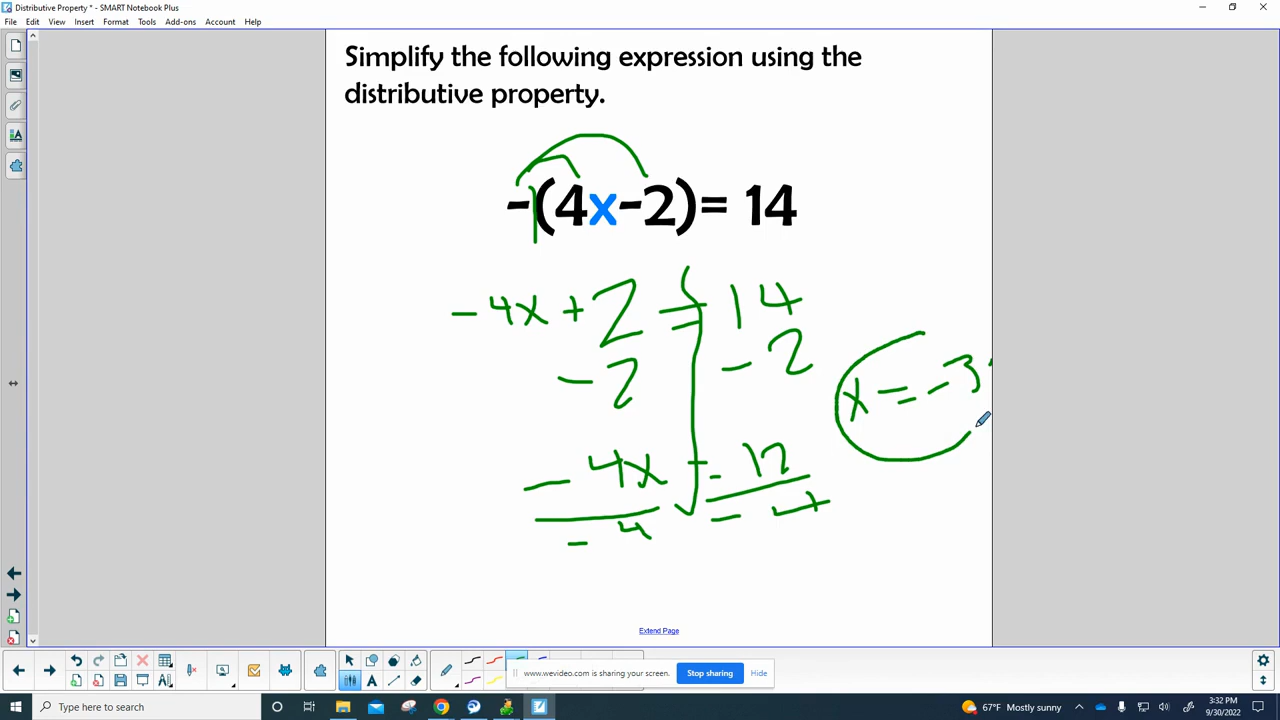 Distributive Property * - SMART Notebook Plus
File Edit View Insert Format Tools Add-ons Account Help
Simplify the following expression using the
distributive property.
-(4x-2)= 14
-4x + 2 = 14
- 2 - 2
x = -3
- 4x = 12
- 4 - 4
Extend Page
www.wevideo.com is sharing your screen. Stop sharing Hide
Type here to search
67°F Mostly sunny
3:32 PM
9/30/2022